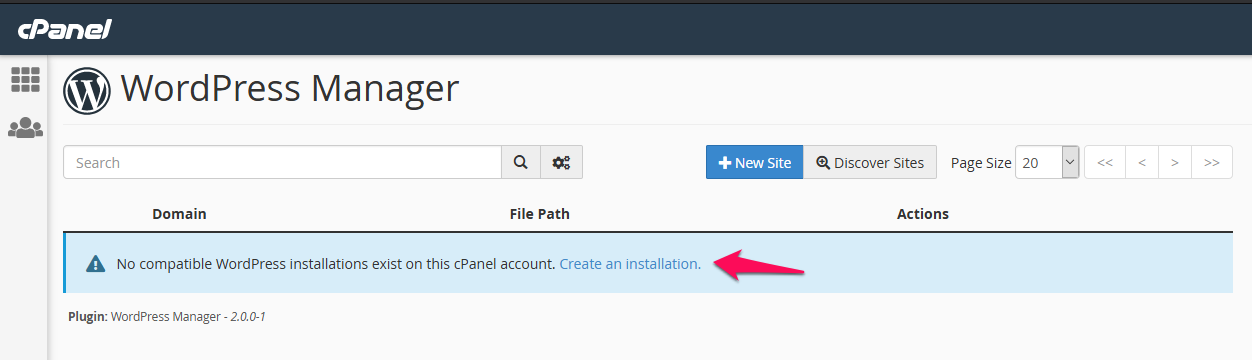 cPanel
WordPress Manager
Search
New Site
Discover Sites
Page Size
20
<<
<
>
>>
Domain
File Path
Actions
No compatible WordPress installations exist on this cPanel account. Create an installation.
Plugin: WordPress Manager - 2.0.0-1